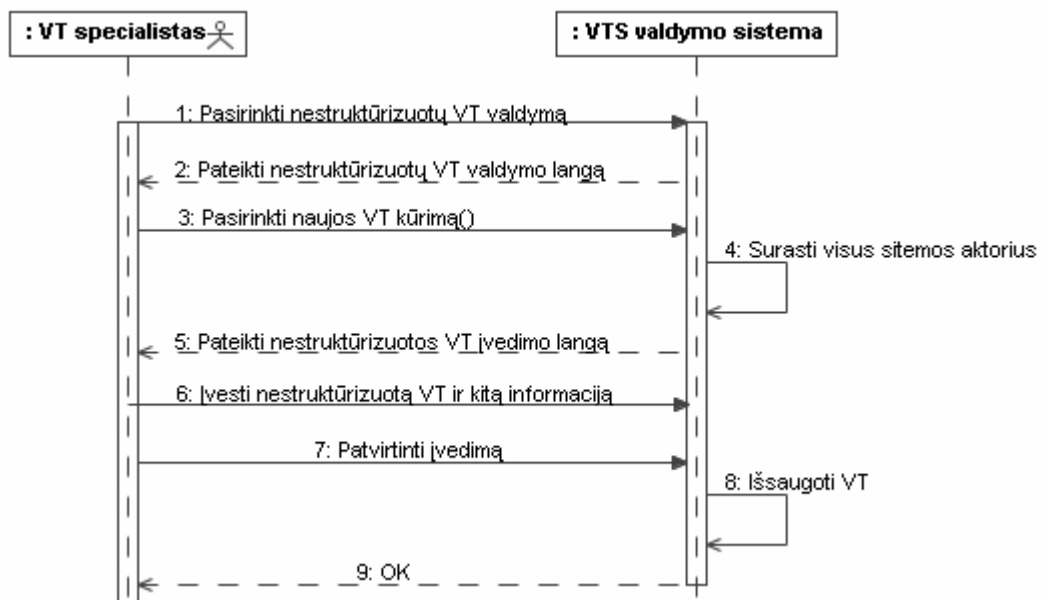 : VT specialistas
: VTS valdymo sistema
1: Pasirinkti nestruktūrizuotų VT valdymą
2: Pateikti nestruktūrizuotų VT valdymo langą
3: Pasirinkti naujos VT kūrimą()
4: Surasti visus sitemos aktorius
5: Pateikti nestruktūrizuotos VT įvedimo langą
6: Įvesti nestruktūrizuotą VT ir kitą informaciją
7: Patvirtinti įvedimą
8: Išsaugoti VT
9: OK